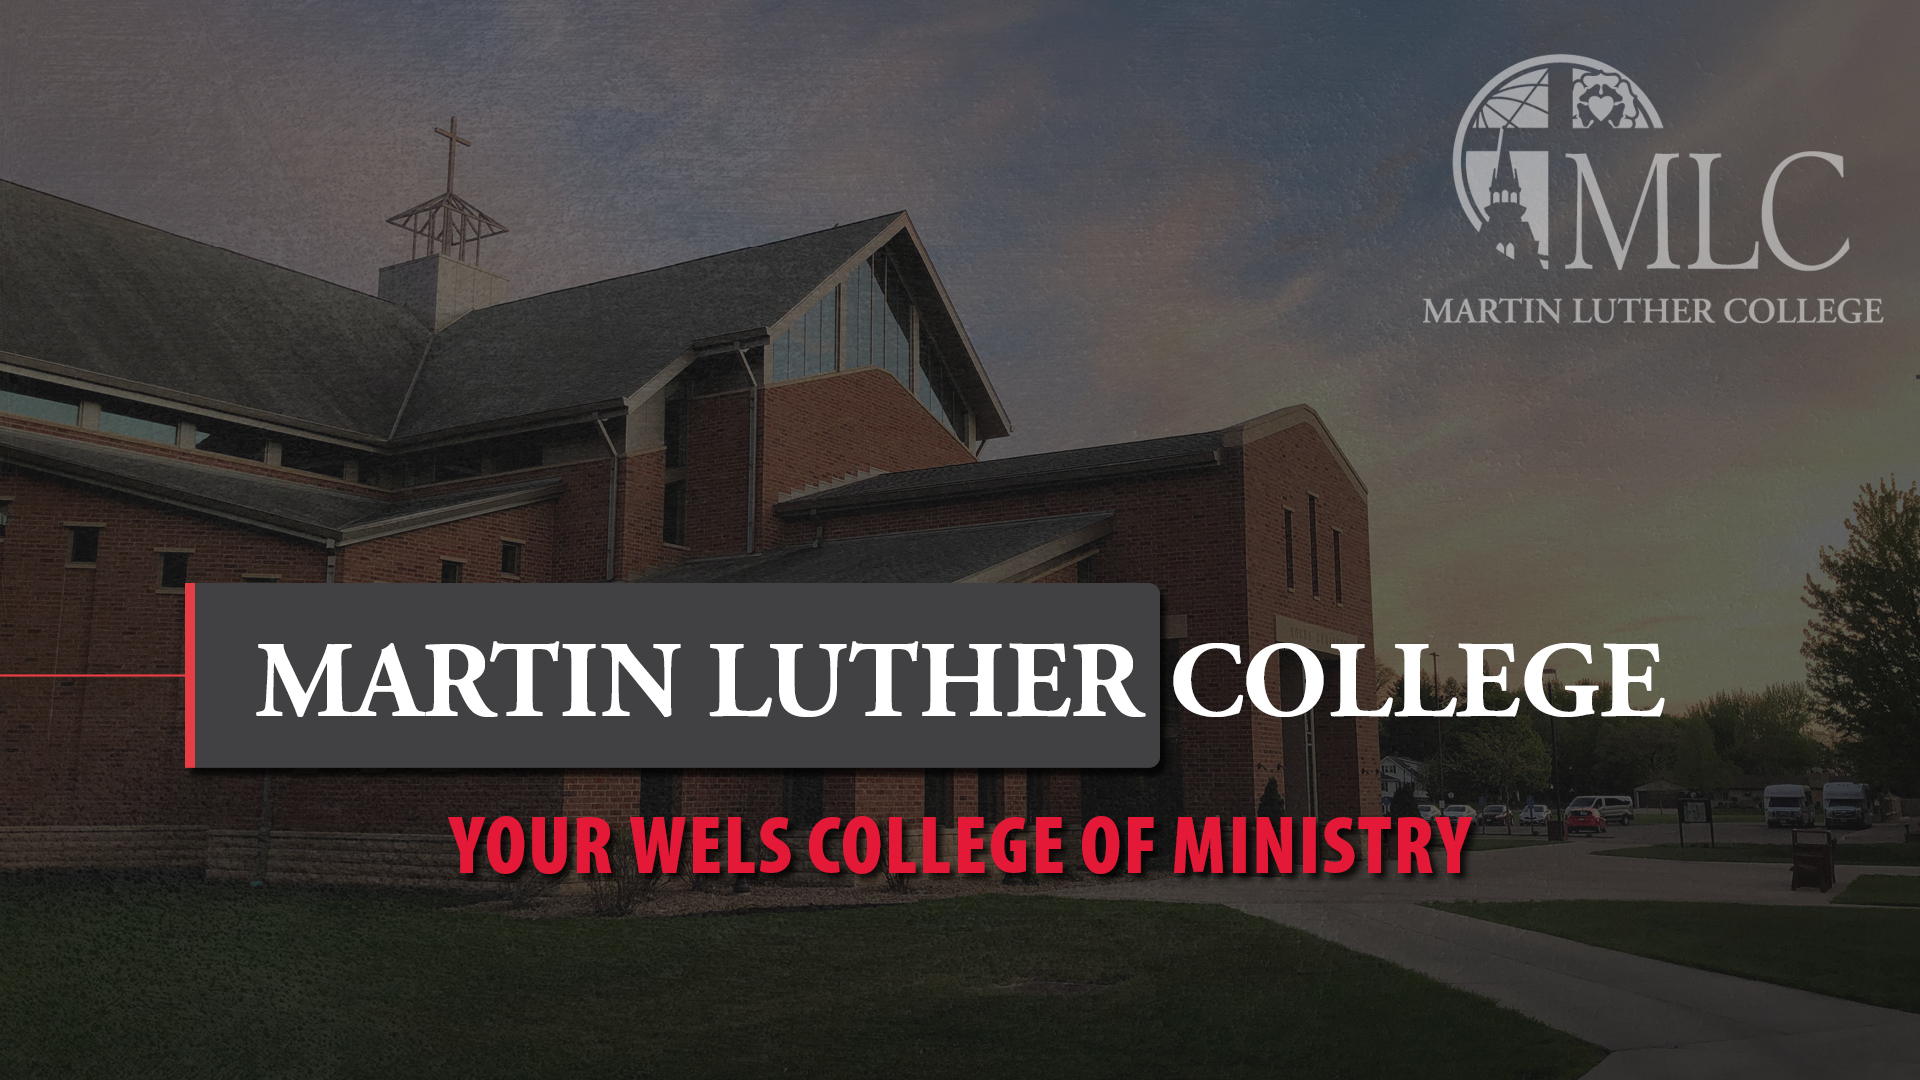 MLC
MARTIN LUTHER COLLEGE
MARTIN LUTHER COLLEGE
YOUR WELS COLLEGE OF MINISTRY